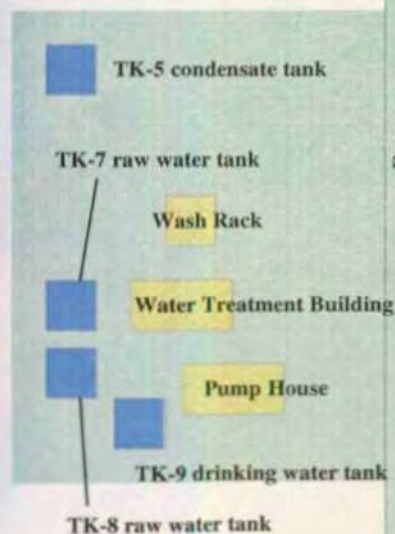 TK-5 condensate tank
TK-7 raw water tank
Wash Rack
Water Treatment Building
Pump House
TK-9 drinking water tank
TK-8 raw water tank